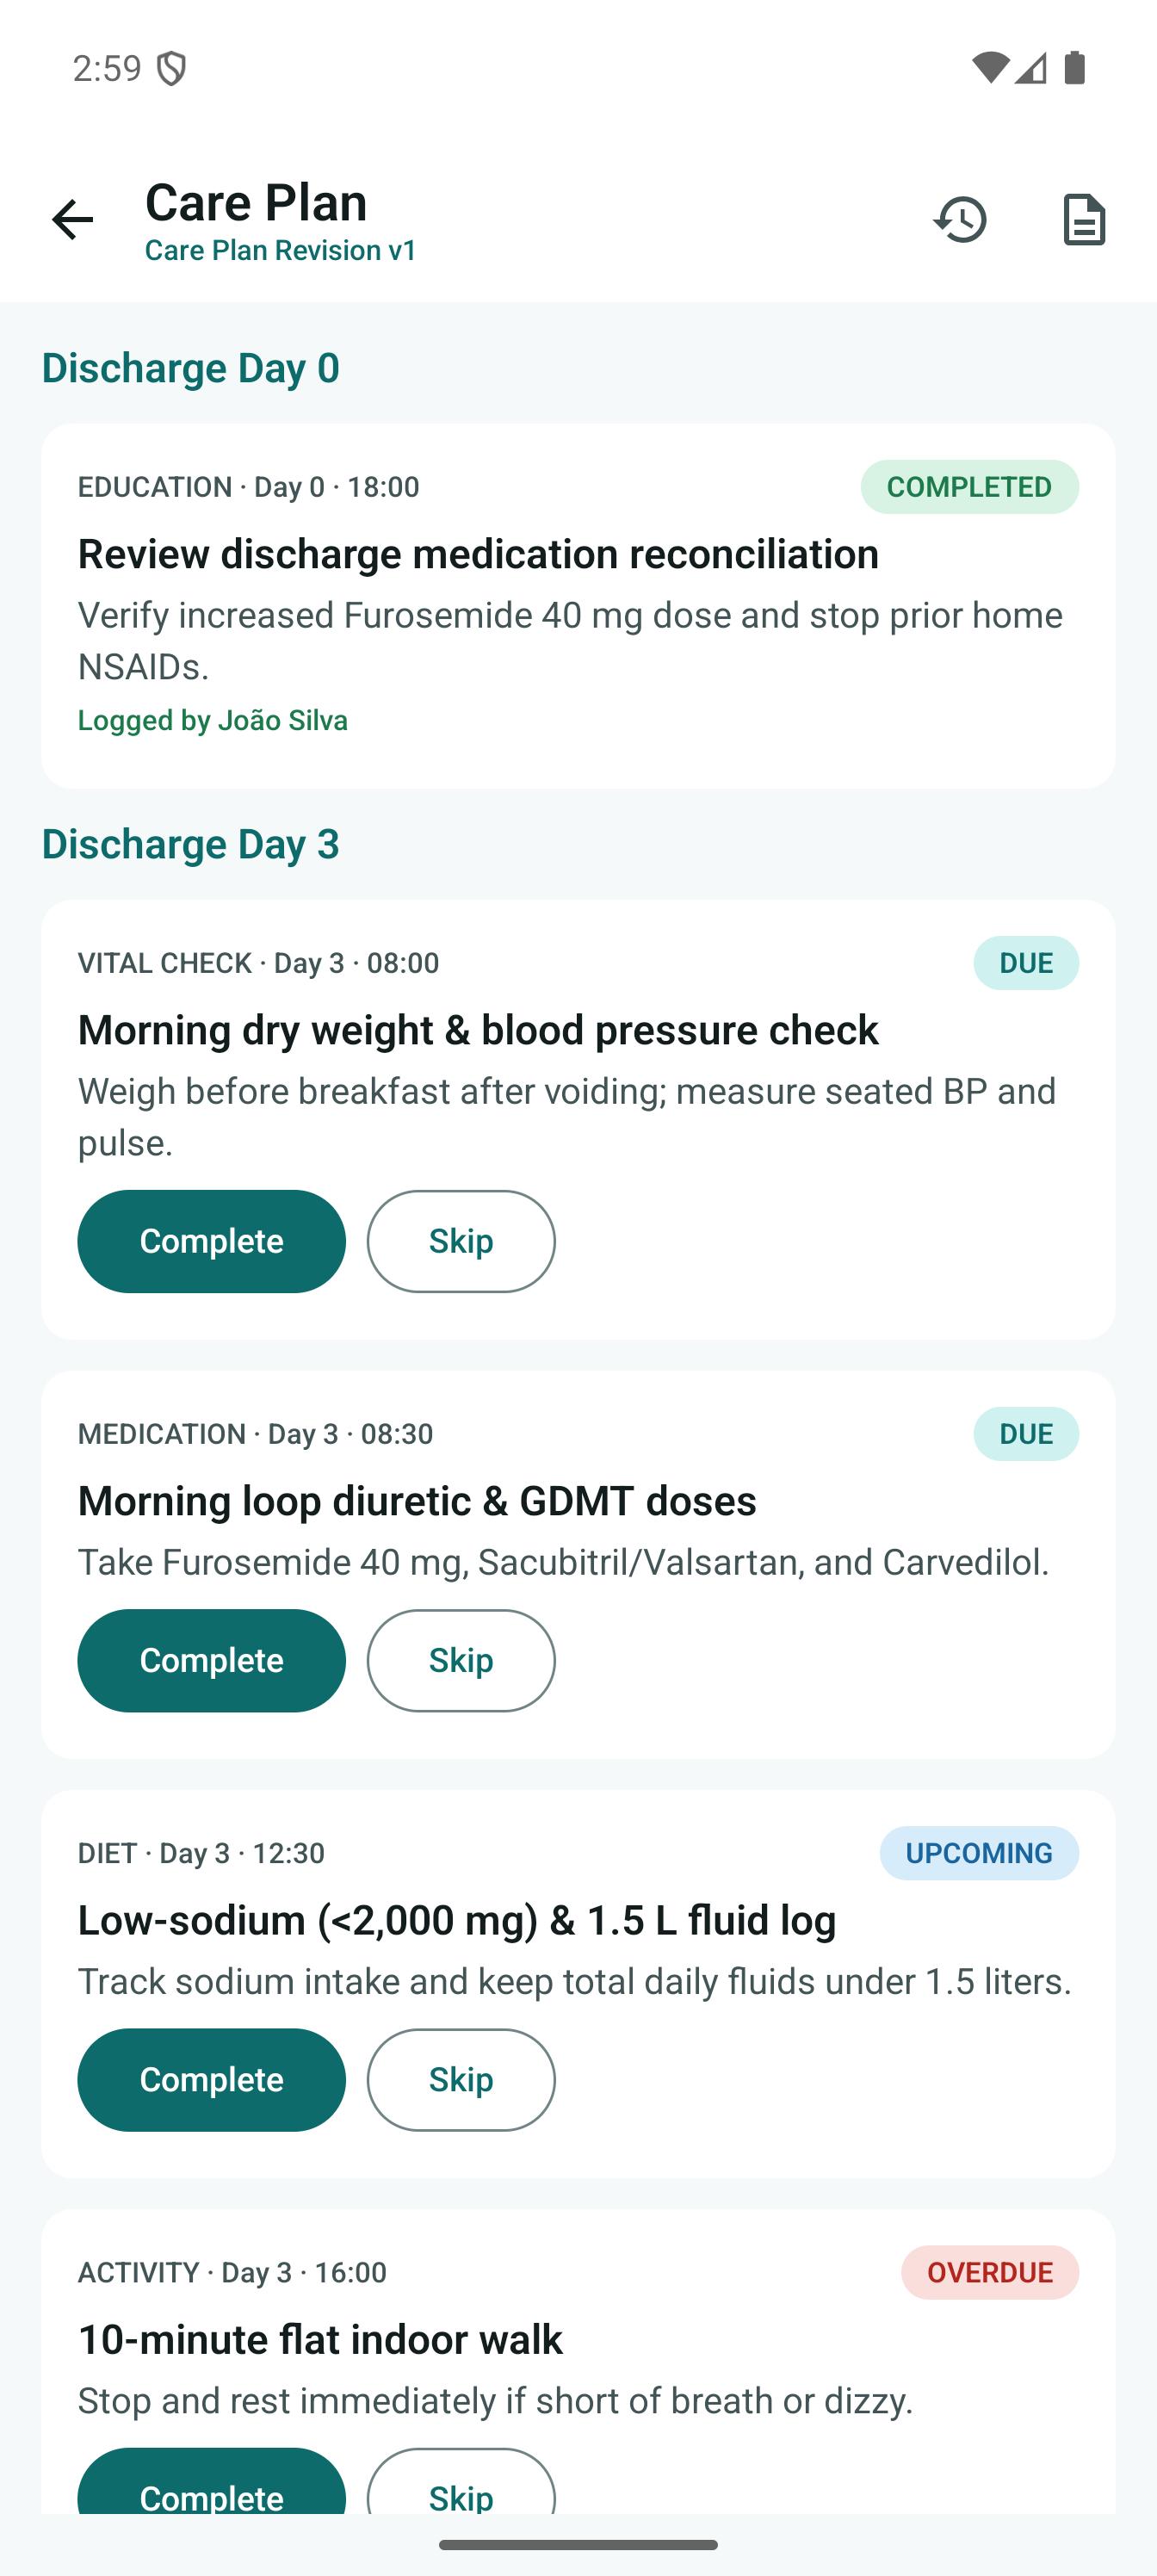 2:59
Care Plan
Care Plan Revision v1
Discharge Day 0
EDUCATION · Day 0 · 18:00
COMPLETED
Review discharge medication reconciliation
Verify increased Furosemide 40 mg dose and stop prior home
NSAIDs.
Logged by João Silva
Discharge Day 3
VITAL CHECK · Day 3 · 08:00
DUE
Morning dry weight & blood pressure check
Weigh before breakfast after voiding; measure seated BP and
pulse.
Complete
Skip
MEDICATION · Day 3 · 08:30
DUE
Morning loop diuretic & GDMT doses
Take Furosemide 40 mg, Sacubitril/Valsartan, and Carvedilol.
Complete
Skip
DIET · Day 3 · 12:30
UPCOMING
Low-sodium (<2,000 mg) & 1.5 L fluid log
Track sodium intake and keep total daily fluids under 1.5 liters.
Complete
Skip
ACTIVITY · Day 3 · 16:00
OVERDUE
10-minute flat indoor walk
Stop and rest immediately if short of breath or dizzy.
Complete
Skip